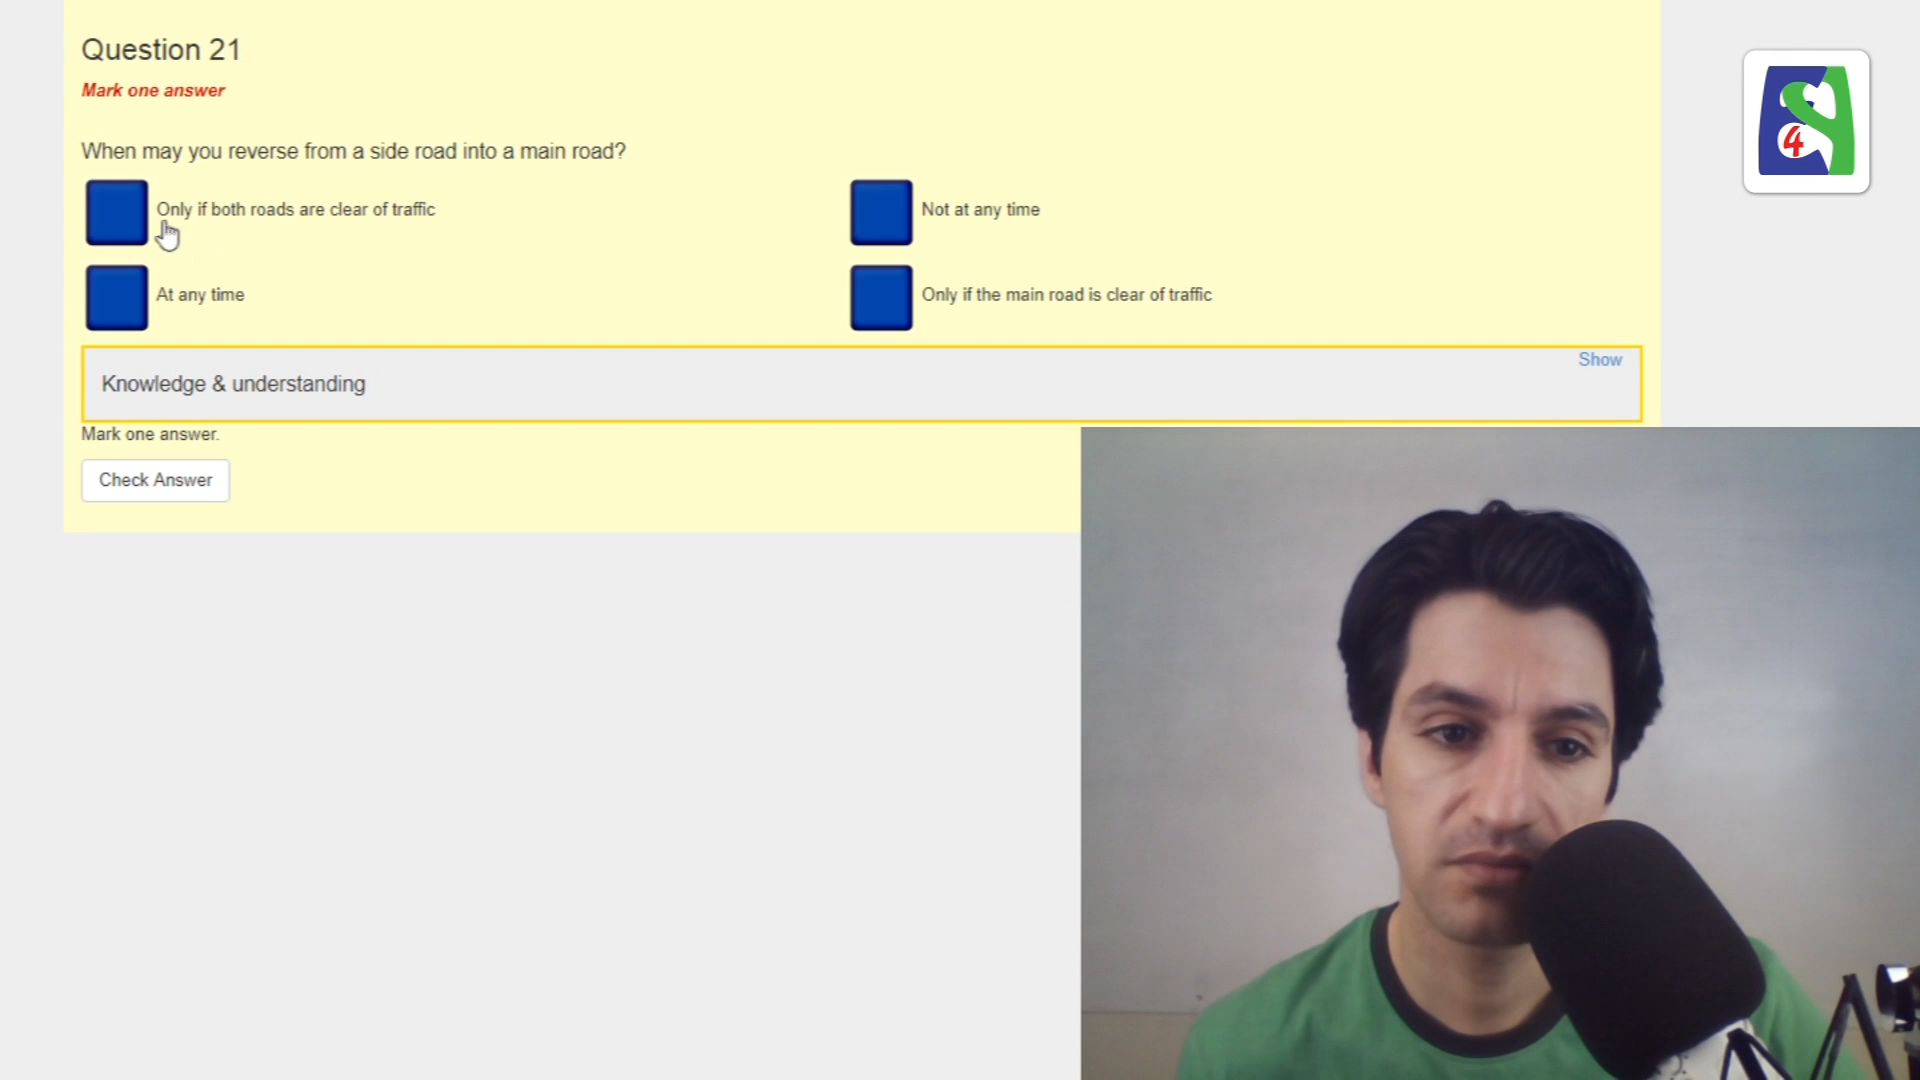 Question 21
Mark one answer
When may you reverse from a side road into a main road?
Only if both roads are clear of traffic
Not at any time
At any time
Only if the main road is clear of traffic
Show
Knowledge & understanding
Mark one answer.
Check Answer
4